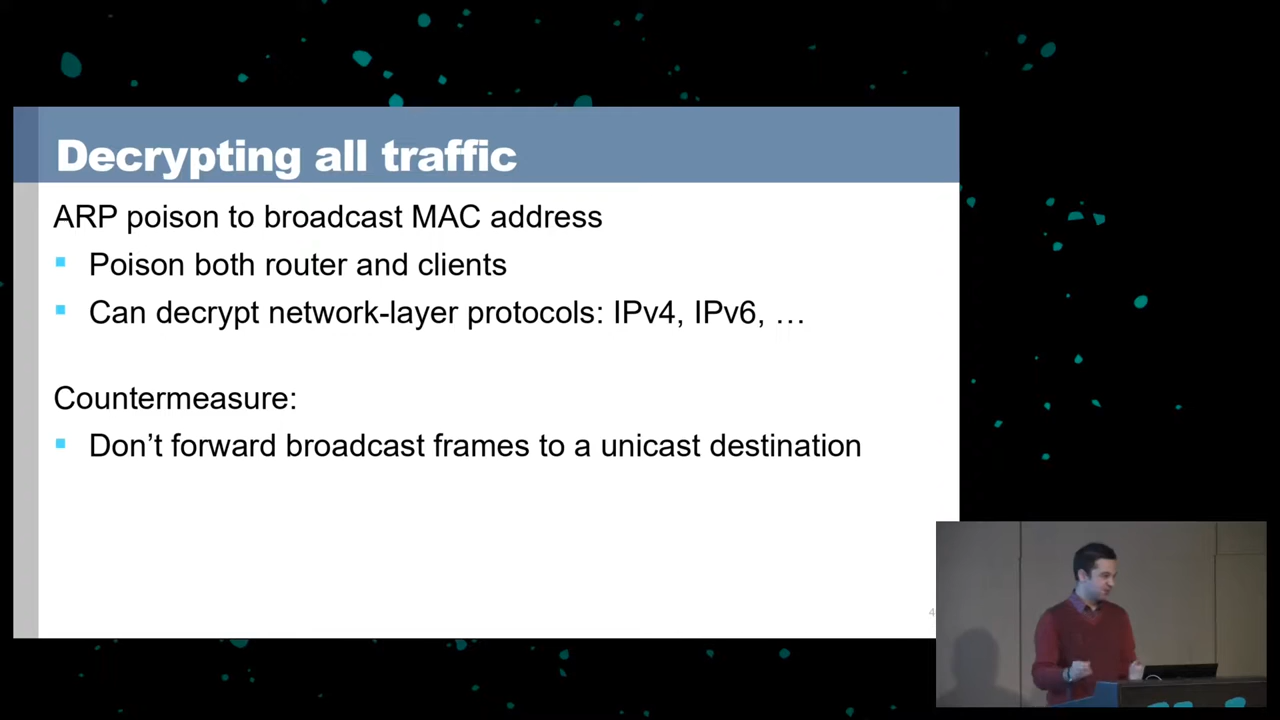 Decrypting all traffic
ARP poison to broadcast MAC address
▪ Poison both router and clients
▪ Can decrypt network-layer protocols: IPv4, IPv6, …
Countermeasure:
▪ Don’t forward broadcast frames to a unicast destination
4